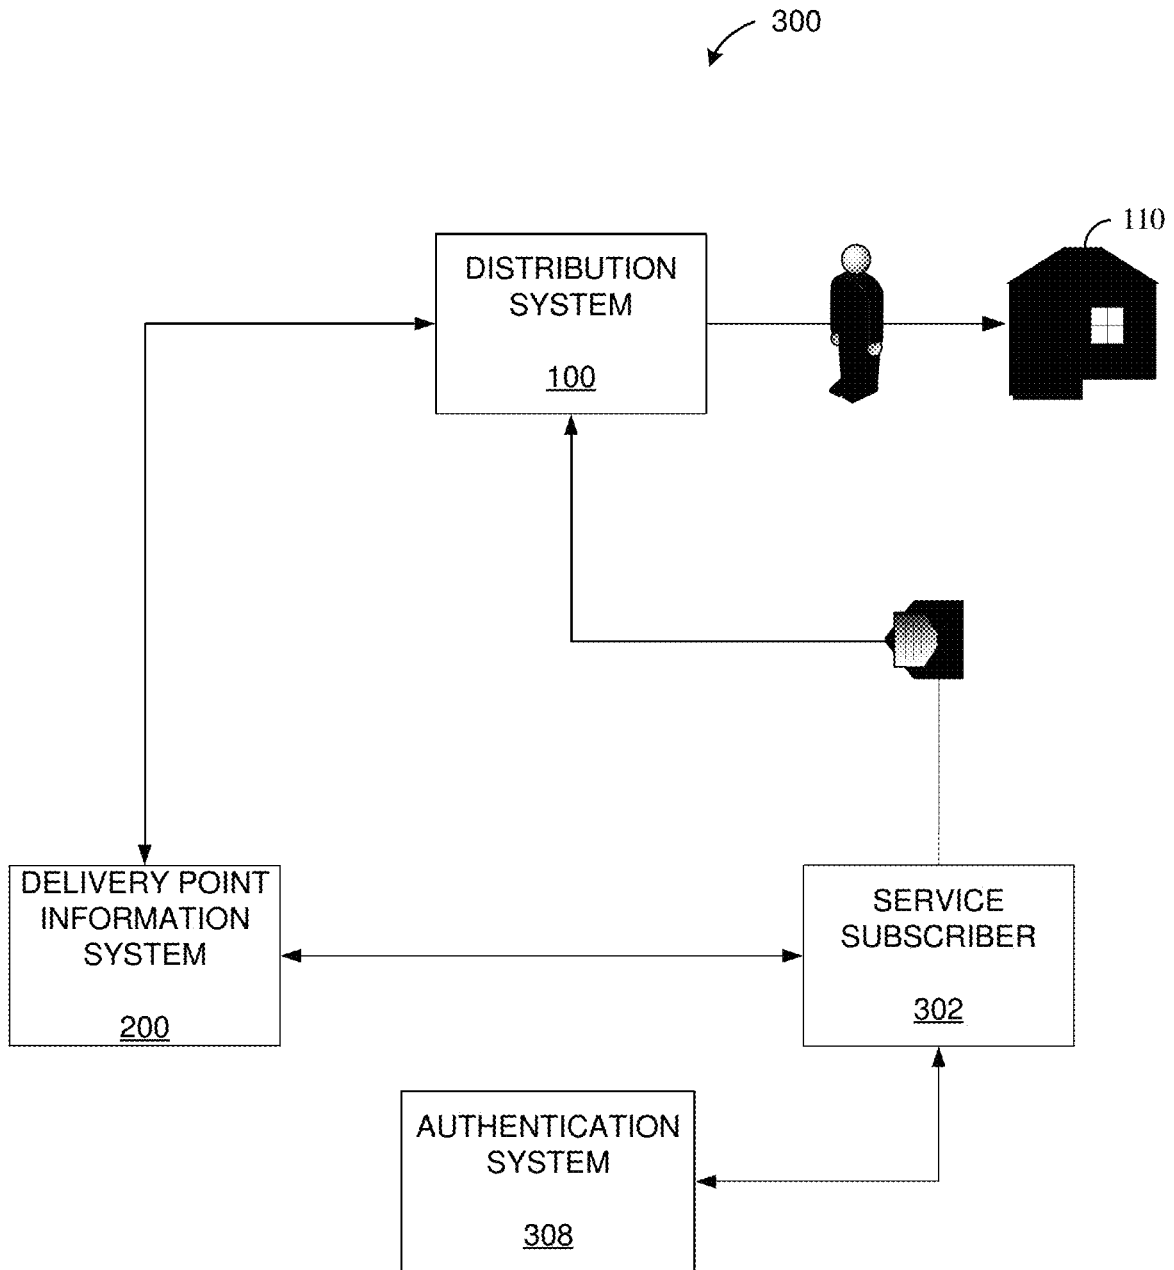 300
110
DISTRIBUTION
SYSTEM
100
DELIVERY POINT
INFORMATION
SYSTEM
200
SERVICE
SUBSCRIBER
302
AUTHENTICATION
SYSTEM
308